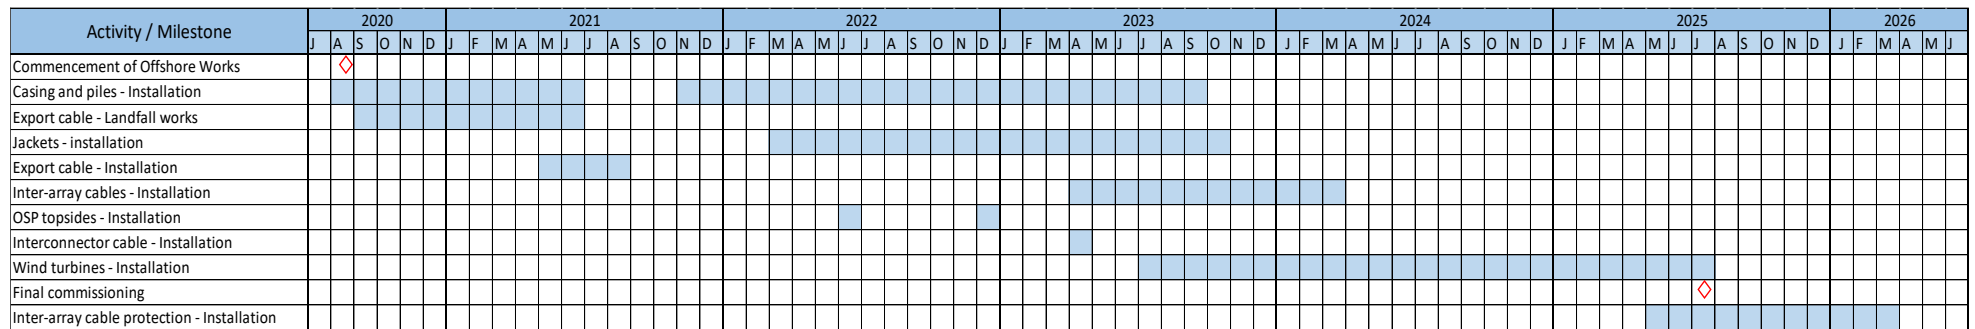 Activity / Milestone
2020 2021 2022 2023 2024 2025 2026
J A S O N D J F M A M J J A S O N D J F M A M J J A S O N D J F M A M J J A S O N D J F M A M J J A S O N D J F M A M J J A S O N D J F M A M J
Commencement of Offshore Works
Casing and piles - Installation
Export cable - Landfall works
Jackets - installation
Export cable - Installation
Inter-array cables - Installation
OSP topsides - Installation
Interconnector cable - Installation
Wind turbines - Installation
Final commissioning
Inter-array cable protection - Installation